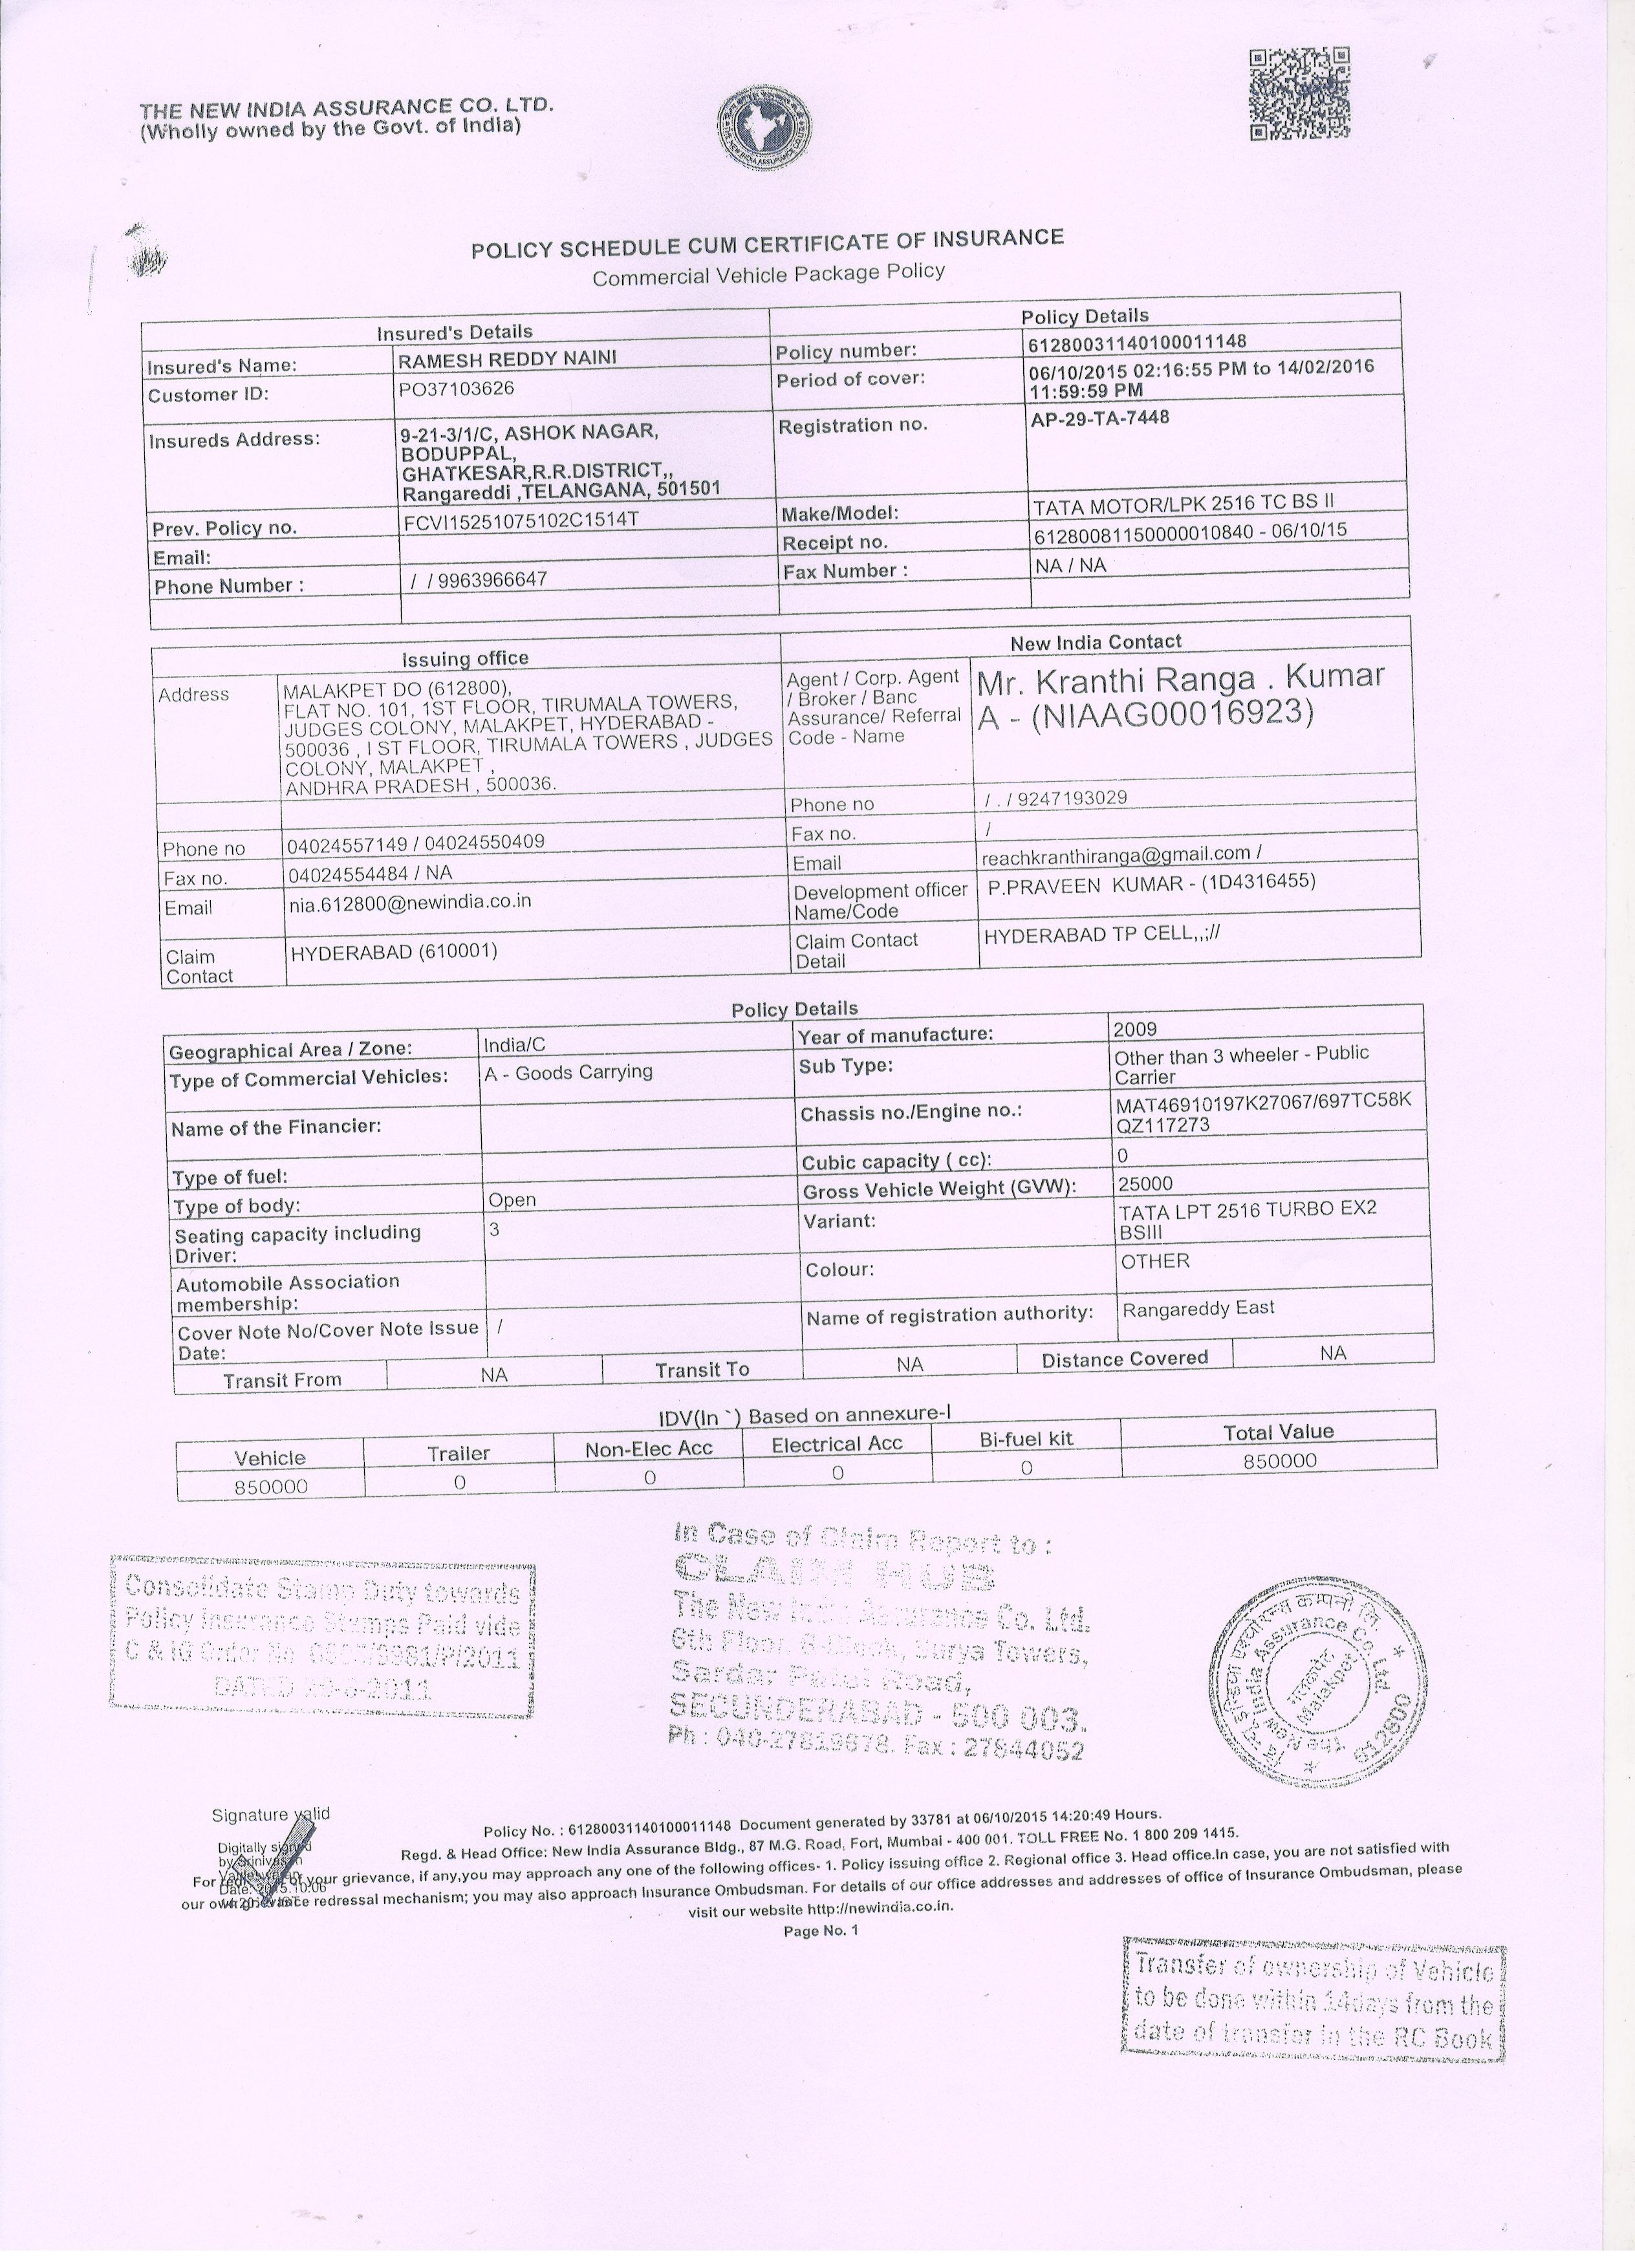 THE NEW INDIA ASSURANCE CO. LTD.
(Wholly owned by the Govt. of India)
POLICY SCHEDULE CUM CERTIFICATE OF INSURANCE
Commercial Vehicle Package Policy
Insured's Details
Policy Details
Insured's Name: RAMESH REDDY NAINI
Policy number: 61280031140100011148
Customer ID: PO37103626
Period of cover: 06/10/2015 02:16:55 PM to 14/02/2016
11:59:59 PM
Insureds Address: 9-21-3/1/C, ASHOK NAGAR,
BODUPPAL,
GHATKESAR,R.R.DISTRICT,,
Rangareddi ,TELANGANA, 501501
Registration no. AP-29-TA-7448
Prev. Policy no. FCVI15251075102C1514T
Make/Model: TATA MOTOR/LPK 2516 TC BS II
Email:
Receipt no. 61280081150000010840 - 06/10/15
Phone Number : / / 9963966647
Fax Number : NA / NA
Issuing office
New India Contact
Address MALAKPET DO (612800),
FLAT NO. 101, 1ST FLOOR, TIRUMALA TOWERS,
JUDGES COLONY, MALAKPET, HYDERABAD -
500036 , I ST FLOOR, TIRUMALA TOWERS , JUDGES
COLONY, MALAKPET ,
ANDHRA PRADESH , 500036.
Agent / Corp. Agent
/ Broker / Banc
Assurance/ Referral
Code - Name
Mr. Kranthi Ranga . Kumar
A - (NIAAG00016923)
Phone no / . / 9247193029
Phone no 04024557149 / 04024550409
Fax no. /
Fax no. 04024554484 / NA
Email reachkranthiranga@gmail.com /
Email nia.612800@newindia.co.in
Development officer
Name/Code
P.PRAVEEN KUMAR - (1D4316455)
Claim
Contact
HYDERABAD (610001)
Claim Contact
Detail
HYDERABAD TP CELL,,;//
Policy Details
Geographical Area / Zone: India/C
Year of manufacture: 2009
Type of Commercial Vehicles: A - Goods Carrying
Sub Type: Other than 3 wheeler - Public
Carrier
Name of the Financier:
Chassis no./Engine no.: MAT46910197K27067/697TC58K
QZ117273
Type of fuel:
Cubic capacity ( cc): 0
Type of body: Open
Gross Vehicle Weight (GVW): 25000
Seating capacity including
Driver:
3
Variant: TATA LPT 2516 TURBO EX2
BSIII
Automobile Association
membership:
Colour: OTHER
Cover Note No/Cover Note Issue
Date:
/
Name of registration authority: Rangareddy East
Transit From NA Transit To NA Distance Covered NA
IDV(In `) Based on annexure-I
Vehicle Trailer Non-Elec Acc Electrical Acc Bi-fuel kit Total Value
850000 0 0 0 0 850000
Consolidate Stamp Duty towards
Policy Insurance Stamps Paid vide
C & IG Order No
In Case of Claim Report to :
CLAIM HUB
The New India Assurance Co. Ltd.
6th Floor, Surya Towers,
Sardar Patel Road,
SECUNDERABAD - 500 003.
Ph : 040-27819878. Fax : 27844052
दि न्यू इन्डिया एश्योरन्स कम्पनी लि.
The New India Assurance Co. Ltd.
मलकपेट
Malakpet
612800
Signature valid
Digitally signed
by Srinivasan
Date: 2015.10.06
Policy No. : 61280031140100011148 Document generated by 33781 at 06/10/2015 14:20:49 Hours.
Regd. & Head Office: New India Assurance Bldg., 87 M.G. Road, Fort, Mumbai - 400 001. TOLL FREE No. 1 800 209 1415.
For of your grievance, if any,you may approach any one of the following offices- 1. Policy issuing office 2. Regional office 3. Head office.In case, you are not satisfied with
our own grievance redressal mechanism; you may also approach Insurance Ombudsman. For details of our office addresses and addresses of office of Insurance Ombudsman, please
visit our website http://newindia.co.in.
Page No. 1
Transfer of ownership of Vehicle
to be done within 14days from the
date of transfer in the RC Book